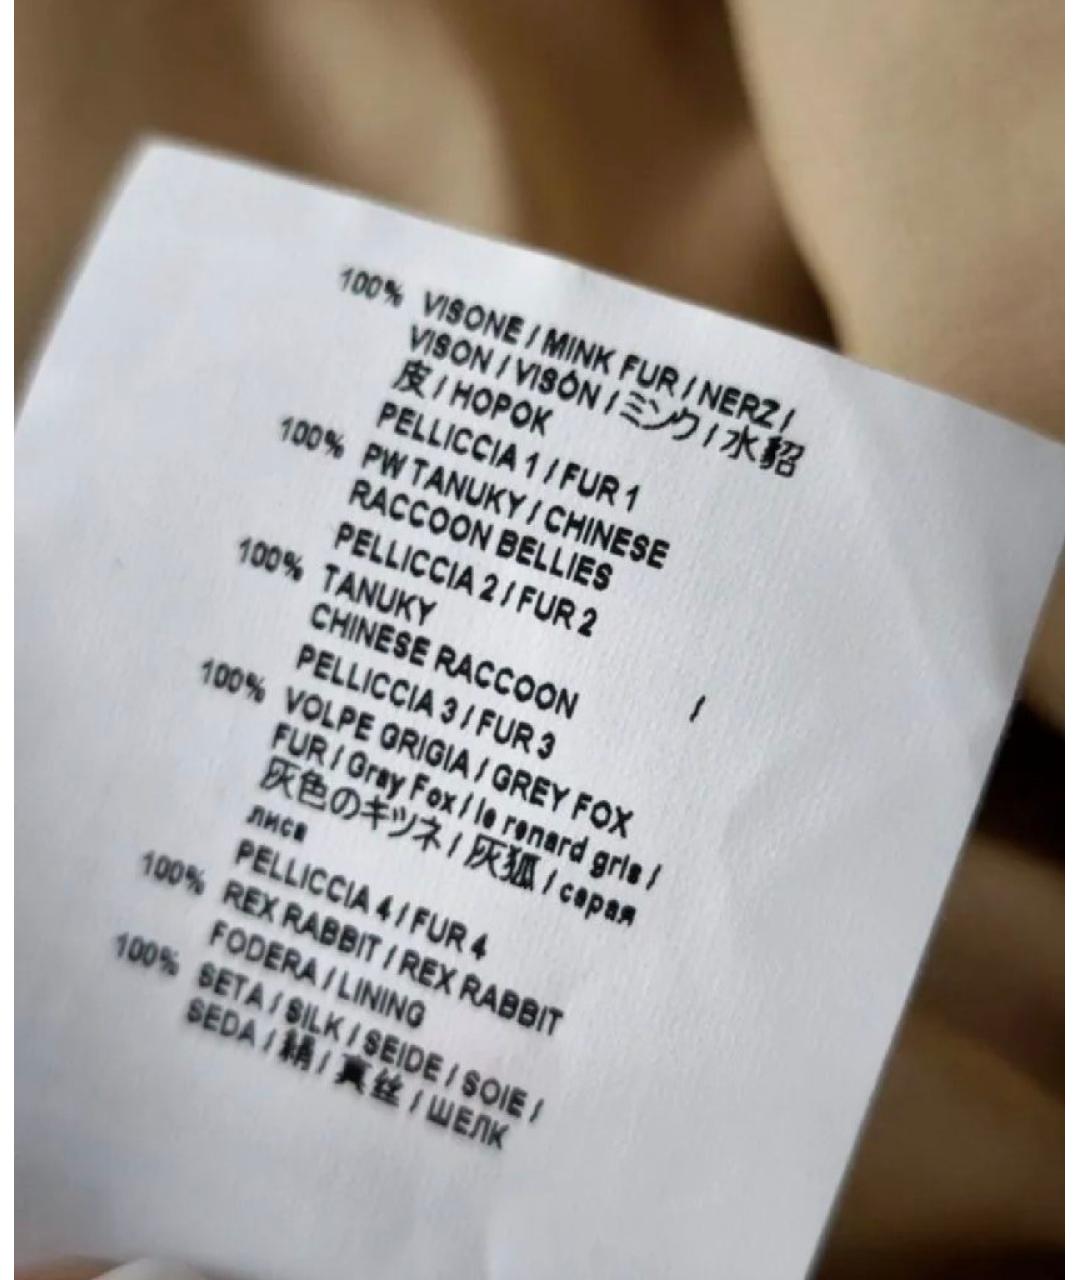 100% VISONE / MINK FUR / NERZ /
VISON / VISÓN / ミンク / 水貂
皮 / НОРОК
PELLICCIA 1 / FUR 1
100% PW TANUKY / CHINESE
RACCOON BELLIES
PELLICCIA 2 / FUR 2
100% TANUKY /
CHINESE RACCOON
PELLICCIA 3 / FUR 3
100% VOLPE GRIGIA / GREY FOX
FUR / Gray Fox / le renard gris /
灰色のキツネ / 灰狐 / серая
лиса
PELLICCIA 4 / FUR 4
100% REX RABBIT / REX RABBIT
FODERA / LINING
100% SETA / SILK / SEIDE / SOIE /
SEDA / 絹 / 真丝 / ШЕЛК